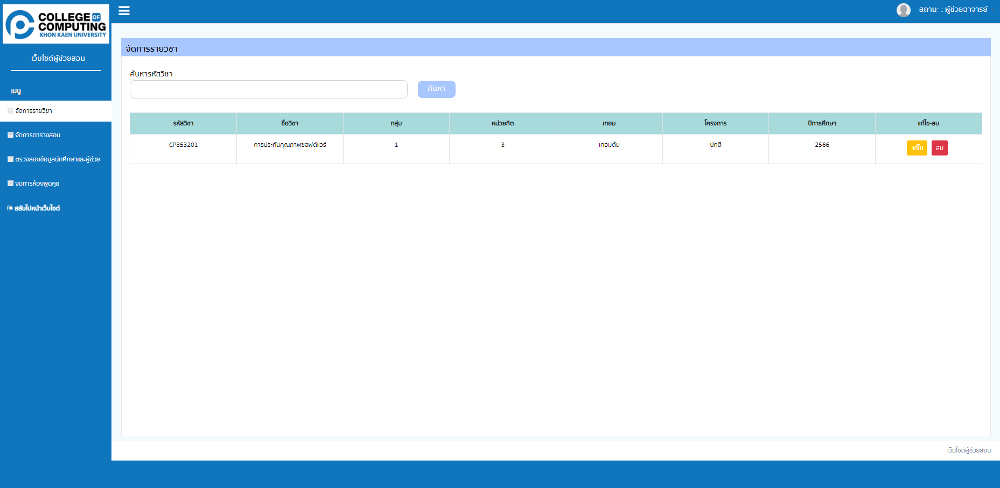 COLLEGE OF
COMPUTING
KHON KAEN UNIVERSITY
สถานะ : ผู้ช่วยอาจารย์
เว็บไซต์ผู้ช่วยสอน
เมนู
จัดการรายวิชา
จัดการตารางสอน
ตรวจสอบข้อมูลนักศึกษาและผู้ช่วย
จัดการห้องพูดคุย
สลับไปหน้าเว็บไซต์
จัดการรายวิชา
ค้นหารหัสวิชา
ค้นหา
รหัสวิชา ชื่อวิชา กลุ่ม หน่วยกิต เทอม โครงการ ปีการศึกษา แก้ไข-ลบ
CP353201 การประกันคุณภาพซอฟต์แวร์ 1 3 เทอมต้น ปกติ 2566 แก้ไข ลบ
เว็บไซต์ผู้ช่วยสอน